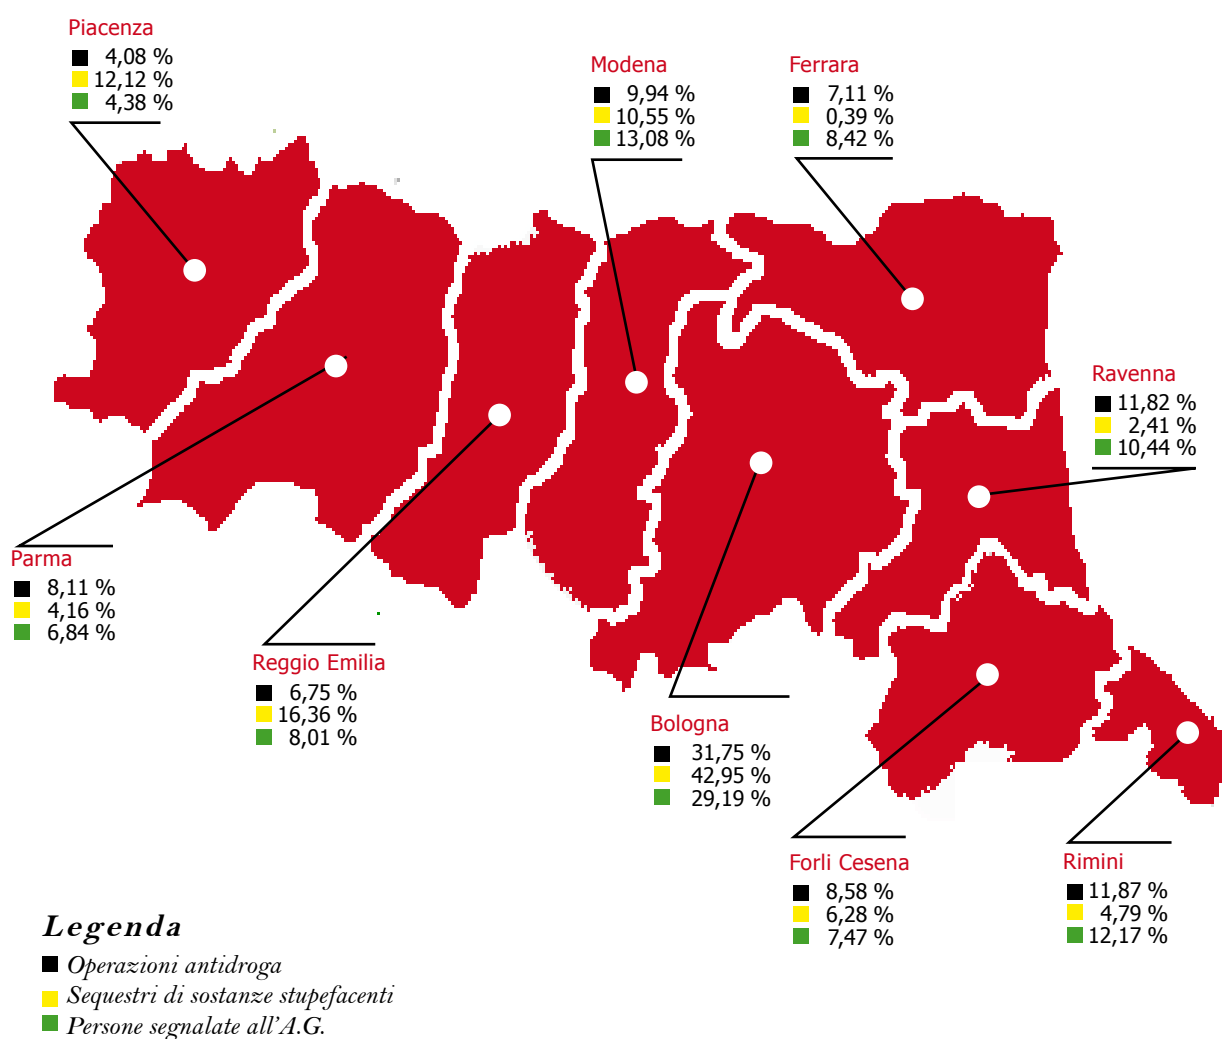 Piacenza
4,08 %
12,12 %
4,38 %
Modena
9,94 %
10,55 %
13,08 %
Ferrara
7,11 %
0,39 %
8,42 %
Ravenna
11,82 %
2,41 %
10,44 %
Parma
8,11 %
4,16 %
6,84 %
Reggio Emilia
6,75 %
16,36 %
8,01 %
Bologna
31,75 %
42,95 %
29,19 %
Forli Cesena
8,58 %
6,28 %
7,47 %
Rimini
11,87 %
4,79 %
12,17 %
Legenda
Operazioni antidroga
Sequestri di sostanze stupefacenti
Persone segnalate all'A.G.